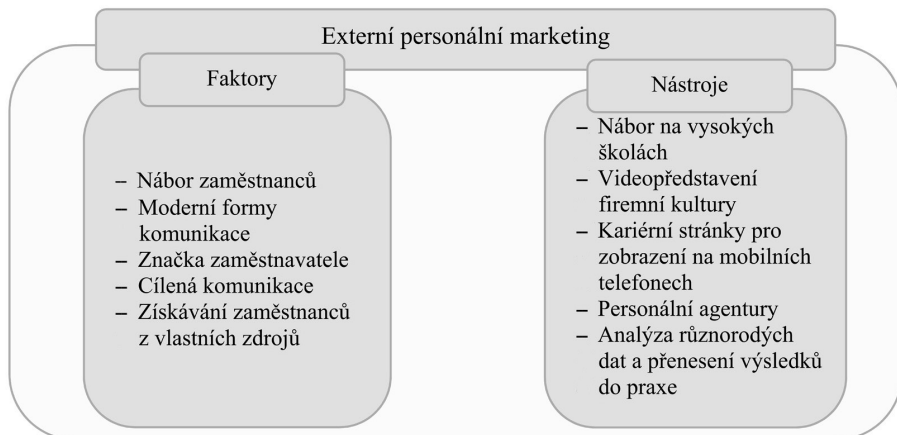 Externí personální marketing
Faktory
– Nábor zaměstnanců
– Moderní formy
komunikace
– Značka zaměstnavatele
– Cílená komunikace
– Získávání zaměstnanců
z vlastních zdrojů
Nástroje
– Nábor na vysokých
školách
– Videopředstavení
firemní kultury
– Kariérní stránky pro
zobrazení na mobilních
telefonech
– Personální agentury
– Analýza různorodých
dat a přenesení výsledků
do praxe